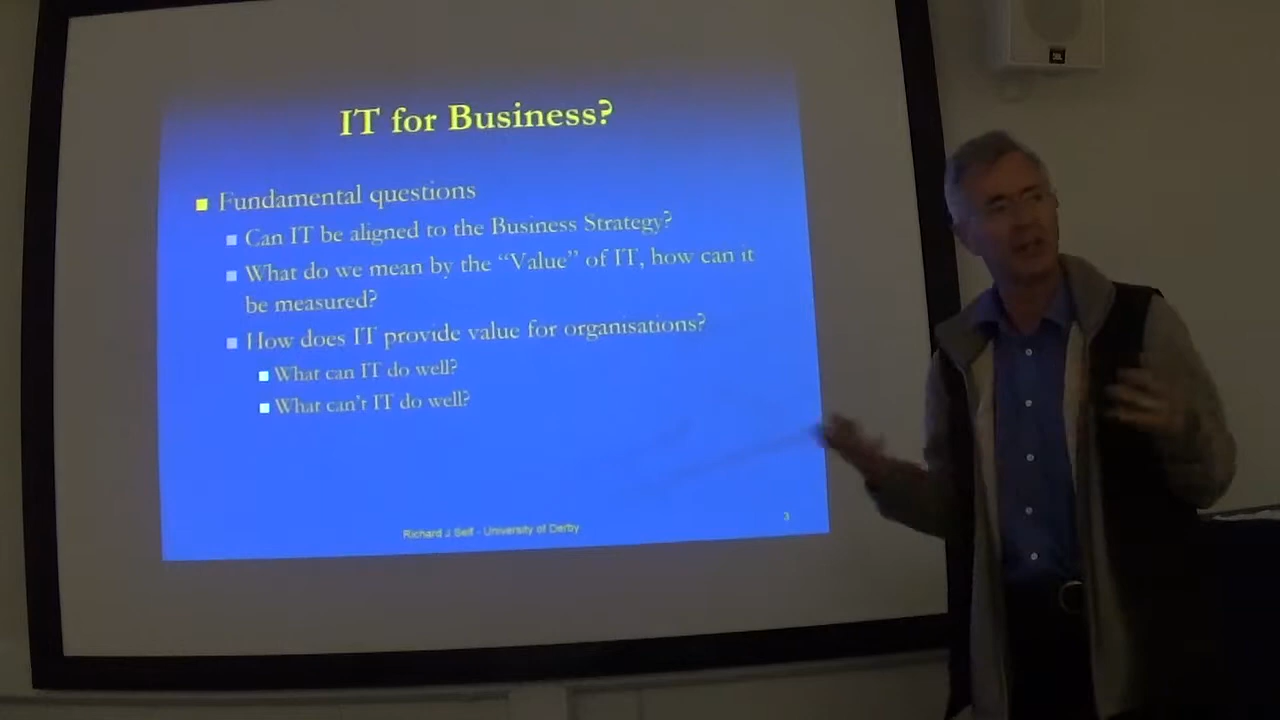 IT for Business?
Fundamental questions
Can IT be aligned to the Business Strategy?
What do we mean by the “Value” of IT, how can it
be measured?
How does IT provide value for organisations?
What can IT do well?
What can't IT do well?
Richard J Self - University of Derby
3
JBL